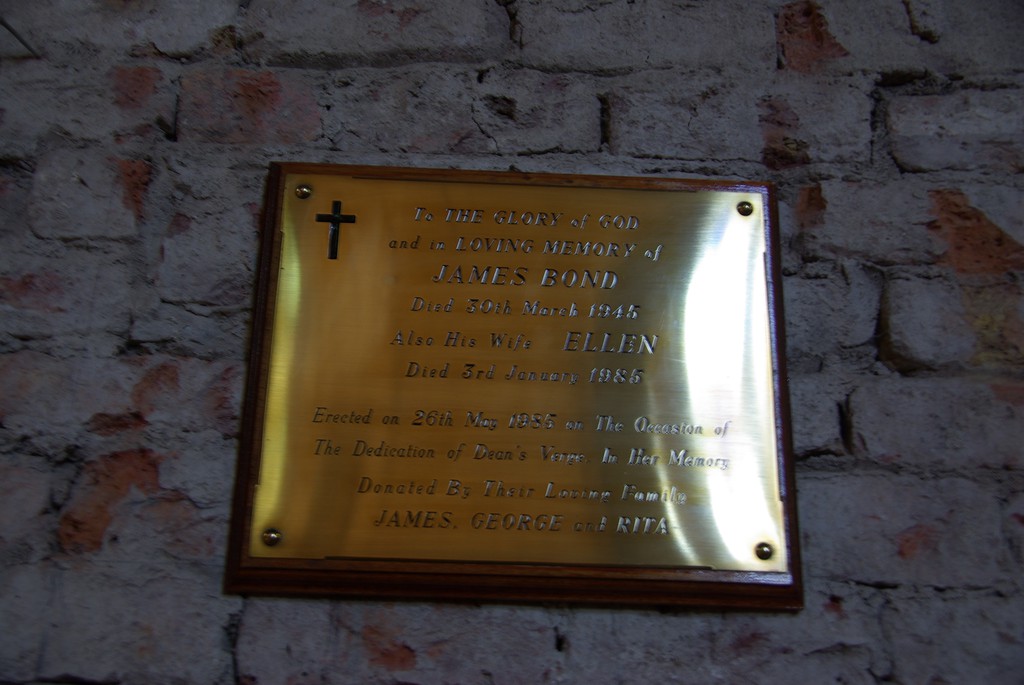 To THE GLORY of GOD
and in LOVING MEMORY of
JAMES BOND
Died 30th March 1945
Also His Wife ELLEN
Died 3rd January 1985
Erected on 26th May 1985 on The Occasion of
The Dedication of Dean's Verge. In Her Memory
Donated By Their Loving Family
JAMES. GEORGE and RITA